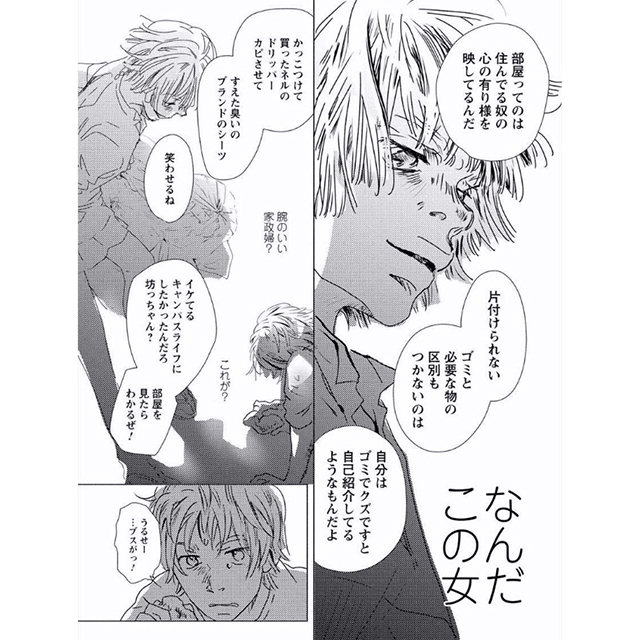 部屋ってのは
住んでる奴の
心の有り様を
映してるんだ
片付けられない
ゴミと
必要な物の
区別も
つかないのは
自分は
ゴミでクズですと
自己紹介してる
ようなもんだよ
なんだ
この女
かっこつけて
買ったネルの
ドリッパー
カビさせて
すえた臭いの
ブランドのシーツ
笑わせるね
腕のいい
家政婦?
これが?
イケてる
キャンパスライフに
したかったんだろ
坊っちゃん?
部屋を
見たら
わかるぜ!
うるせー
…ブスがっ!